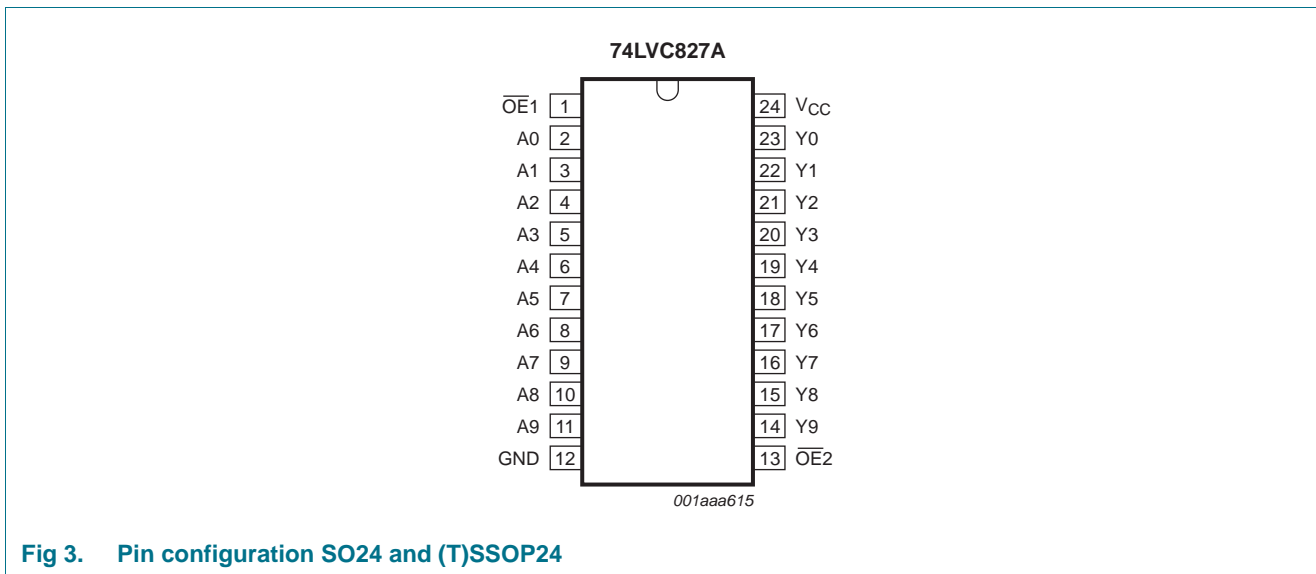 74LVC827A
O̅E̅1 1 24 VCC
A0 2 23 Y0
A1 3 22 Y1
A2 4 21 Y2
A3 5 20 Y3
A4 6 19 Y4
A5 7 18 Y5
A6 8 17 Y6
A7 9 16 Y7
A8 10 15 Y8
A9 11 14 Y9
GND 12 13 O̅E̅2
001aaa615
Fig 3. Pin configuration SO24 and (T)SSOP24